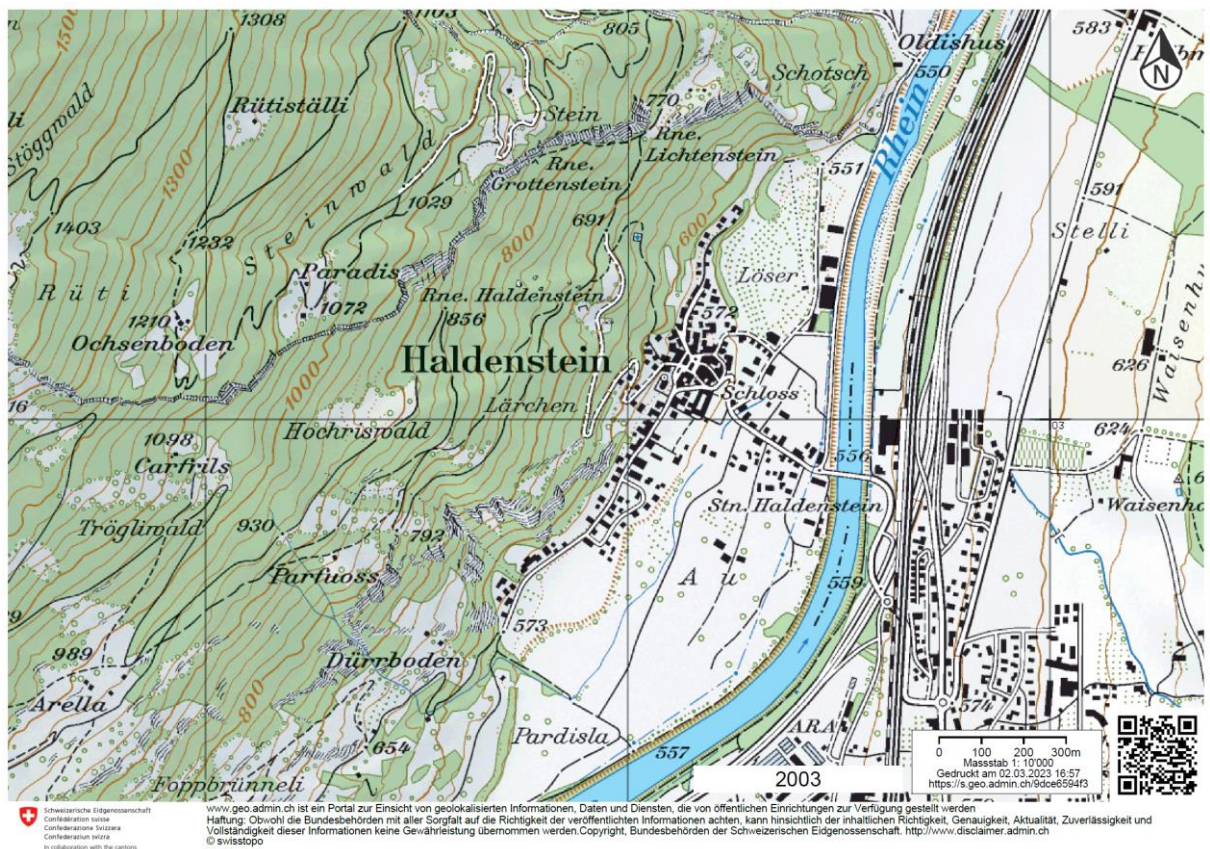 1500
1308
1103
805
583
Oldishus
550
Rütiställi
Schotsch
N
Stöggwald
Stein
770
Rne.
Lichtenstein
Rhein
1300
Rne.
Grottenstein
551
591
Steinwald
1029
1403
1232
691
800
600
Stelli
Rüti
Paradis
Löser
1072
Rne. Haldenstein
856
572
1210
Ochsenboden
626
Haldenstein
1000
Lärchen
Schloss
16
Hochriswald
03
624
1098
Carfrils
556
Trögliwald
930
792
Stn. Haldenstein
Parfuoss
Au
559
573
989
Dürrboden
Arella
800
574
654
Pardisla
557
ARA
Foppbrünneli
2003
0 100 200 300m
Massstab 1: 10'000
Gedruckt am 02.03.2023 16:57
https://s.geo.admin.ch/9dce6594f3
Schweizerische Eidgenossenschaft
Confédération suisse
Confederazione Svizzera
Confederaziun svizra
In collaboration with the cantons
www.geo.admin.ch ist ein Portal zur Einsicht von geolokalisierten Informationen, Daten und Diensten, die von öffentlichen Einrichtungen zur Verfügung gestellt werden
Haftung: Obwohl die Bundesbehörden mit aller Sorgfalt auf die Richtigkeit der veröffentlichten Informationen achten, kann hinsichtlich der inhaltlichen Richtigkeit, Genauigkeit, Aktualität, Zuverlässigkeit und
Vollständigkeit dieser Informationen keine Gewährleistung übernommen werden.Copyright, Bundesbehörden der Schweizerischen Eidgenossenschaft. http://www.disclaimer.admin.ch
© swisstopo